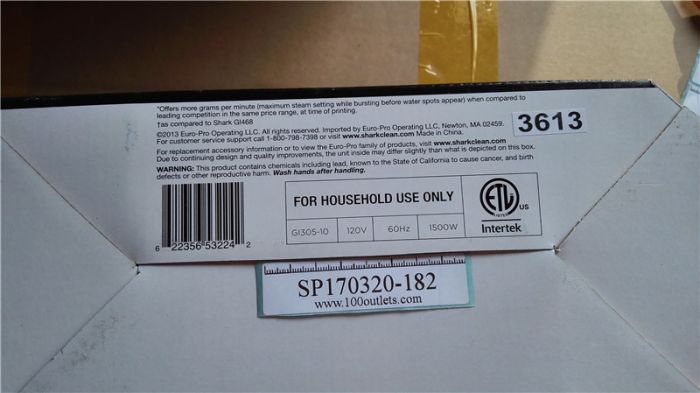 *Offers more grams per minute (maximum steam setting while bursting before water spots appear) when compared to
leading competition in the same price range, at time of printing.
†as compared to Shark GI468
©2013 Euro-Pro Operating LLC. All rights reserved. Imported by Euro-Pro Operating LLC, Newton, MA 02459.
For customer service support call 1-800-798-7398 or visit www.sharkclean.com Made in China.
For replacement accessory information or to view the Euro-Pro family of products, visit www.sharkclean.com.
Due to continuing design and quality improvements, the unit inside may differ slightly than what is depicted on this box.
WARNING: This product contains chemicals including lead, known to the State of California to cause cancer, and birth
defects or other reproductive harm. Wash hands after handling.
3613
6 22356 53224 2
FOR HOUSEHOLD USE ONLY
GI305-10 120V 60Hz 1500W
ETL
LISTED
US
Intertek
SP170320-182
www.100outlets.com